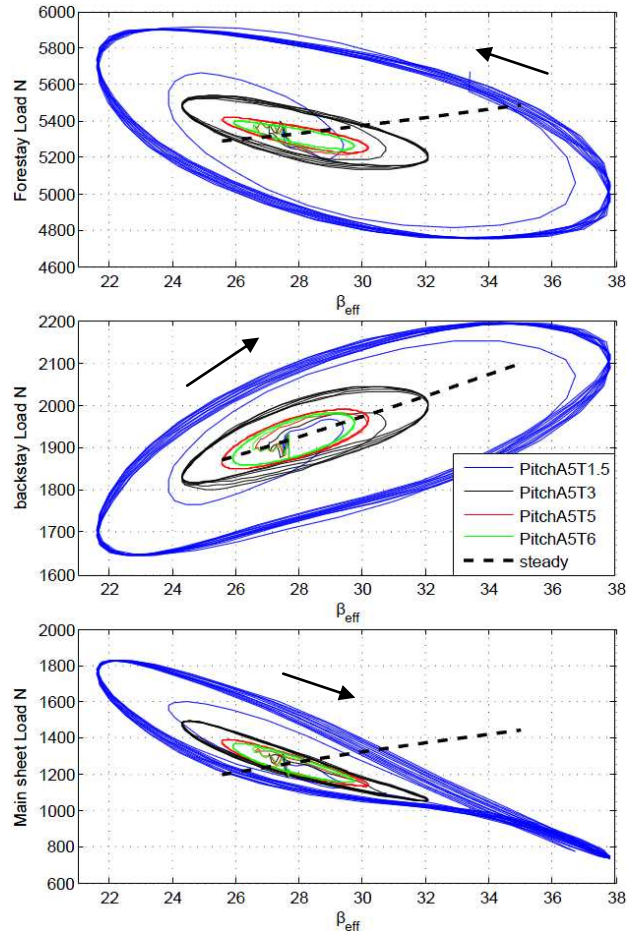 6000
5800
5600
5400
5200
5000
4800
4600
Forestay Load N
22 24 26 28 30 32 34 36 38
βeff
2200
2100
2000
1900
1800
1700
1600
backstay Load N
PitchA5T1.5
PitchA5T3
PitchA5T5
PitchA5T6
steady
22 24 26 28 30 32 34 36 38
βeff
2000
1800
1600
1400
1200
1000
800
600
Main sheet Load N
22 24 26 28 30 32 34 36 38
βeff